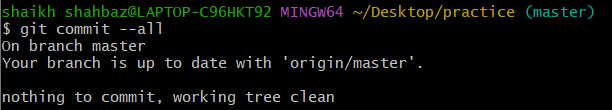 shaikh shahbaz@LAPTOP-C96HKT92 MINGW64 ~/Desktop/practice (master)
$ git commit --all
On branch master
Your branch is up to date with 'origin/master'.

nothing to commit, working tree clean